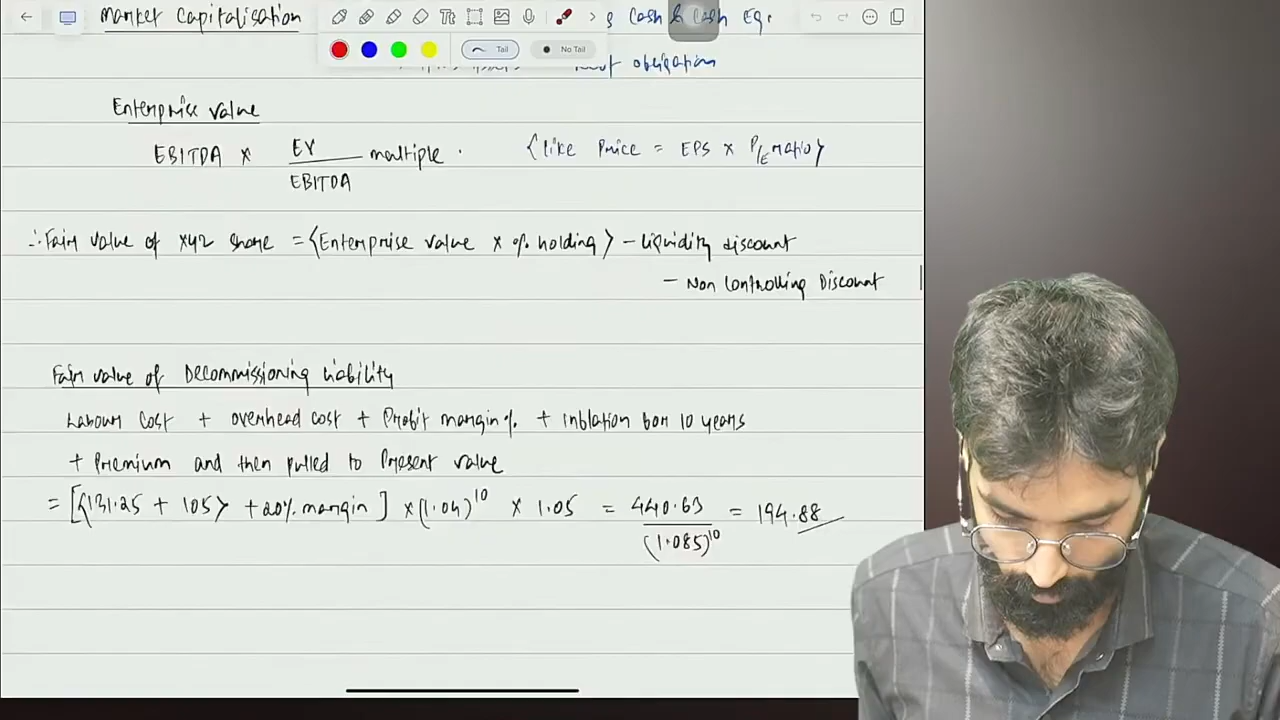 Market Capitalisation
Cash & Cash Eq.
Tail
No Tail
obligation
Enterprise value
EBITDA × EV/EBITDA multiple.
{like Price = EPS × P/E ratio}
∴ Fair value of xyz share = {Enterprise value × % holding} - liquidity discount
- Non Controlling Discount
Fair value of Decommissioning liability
Labour Cost + overhead cost + Profit margin % + inflation for 10 years
+ Premium and then pulled to Present value
= [{131.25 + 105} + 20% margin] × (1.04)^10 × 1.05 = 440.63/(1.085)^10 = 194.88